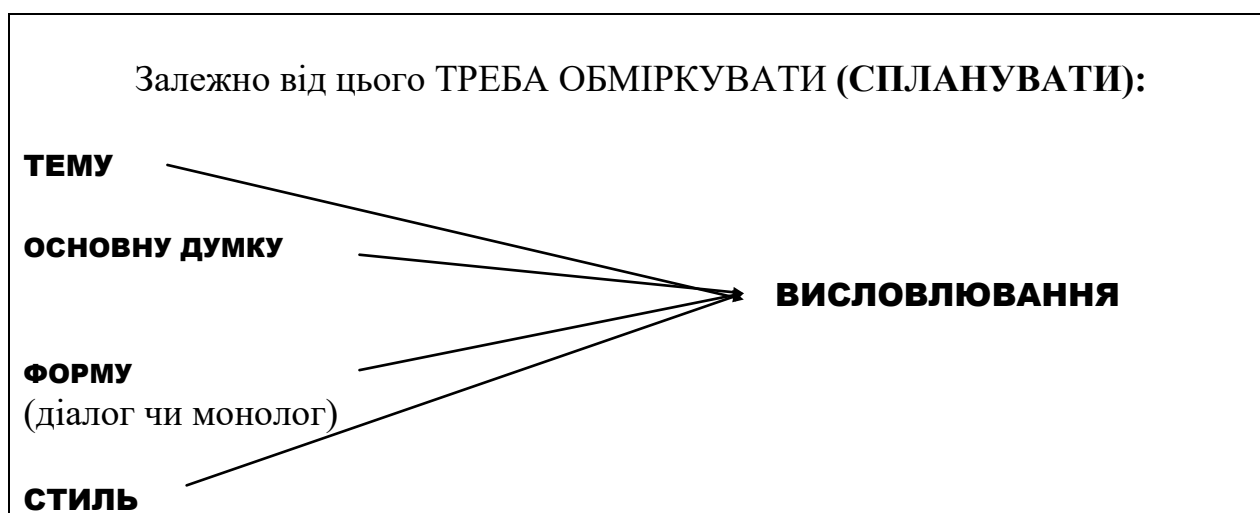 Залежно від цього ТРЕБА ОБМІРКУВАТИ (СПЛАНУВАТИ):
ТЕМУ
ОСНОВНУ ДУМКУ
ВИСЛОВЛЮВАННЯ
ФОРМУ
(діалог чи монолог)
СТИЛЬ